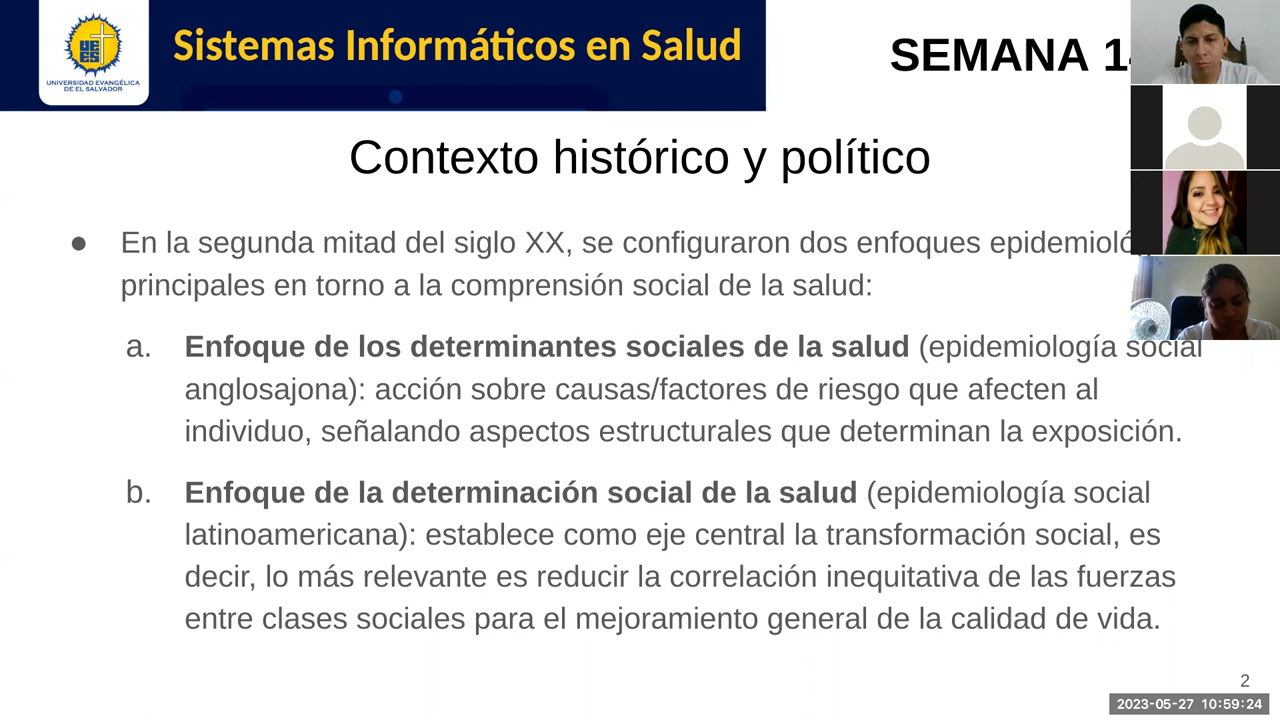 UNIVERSIDAD EVANGÉLICA
DE EL SALVADOR
Sistemas Informáticos en Salud
SEMANA
Contexto histórico y político
● En la segunda mitad del siglo XX, se configuraron dos enfoques
principales en torno a la comprensión social de la salud:
a. Enfoque de los determinantes sociales de la salud (epidemiología social
anglosajona): acción sobre causas/factores de riesgo que afecten al
individuo, señalando aspectos estructurales que determinan la exposición.
b. Enfoque de la determinación social de la salud (epidemiología social
latinoamericana): establece como eje central la transformación social, es
decir, lo más relevante es reducir la correlación inequitativa de las fuerzas
entre clases sociales para el mejoramiento general de la calidad de vida.
2
2023-05-27 10:59:24